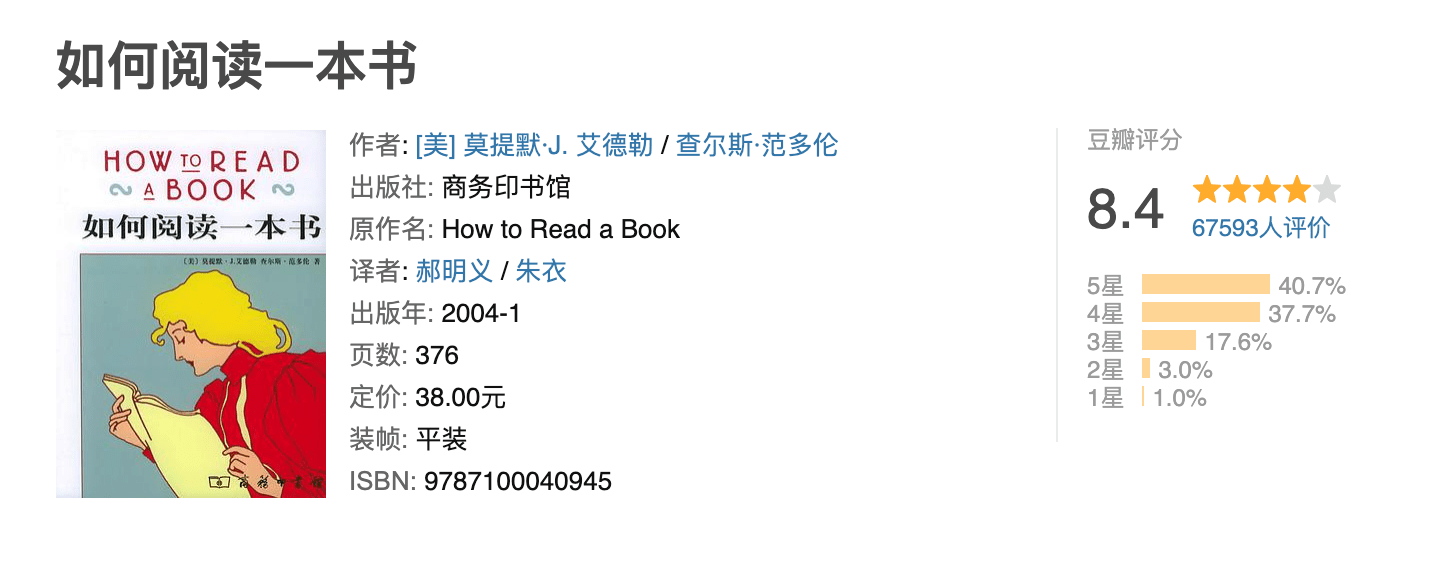 如何阅读一本书
HOW TO READ
A BOOK
如何阅读一本书
〔美〕莫提默·J.艾德勒 查尔斯·范多伦 著
商务印书馆
作者: [美] 莫提默·J. 艾德勒 / 查尔斯·范多伦
出版社: 商务印书馆
原作名: How to Read a Book
译者: 郝明义 / 朱衣
出版年: 2004-1
页数: 376
定价: 38.00元
装帧: 平装
ISBN: 9787100040945
豆瓣评分
8.4
67593人评价
5星 40.7%
4星 37.7%
3星 17.6%
2星 3.0%
1星 1.0%